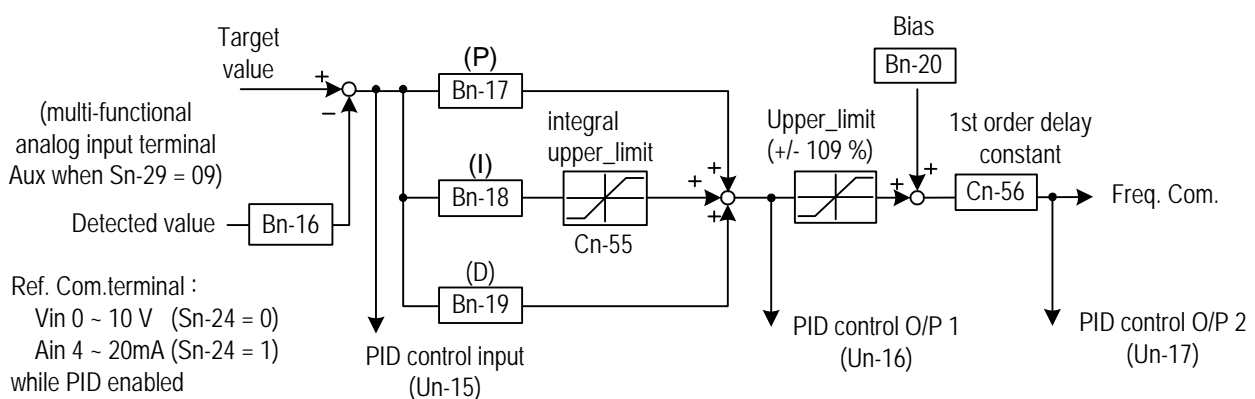 Target
value
(multi-functional
analog input terminal
Aux when Sn-29 = 09)
Detected value
Bn-16
Ref. Com.terminal :
Vin 0 ~ 10 V (Sn-24 = 0)
Ain 4 ~ 20mA (Sn-24 = 1)
while PID enabled
+
−
(P)
Bn-17
(I)
Bn-18
(D)
Bn-19
PID control input
(Un-15)
integral
upper_limit
Cn-55
+
+
+
Upper_limit
(+/- 109 %)
PID control O/P 1
(Un-16)
Bias
Bn-20
+
+
1st order delay
constant
Cn-56
Freq. Com.
PID control O/P 2
(Un-17)